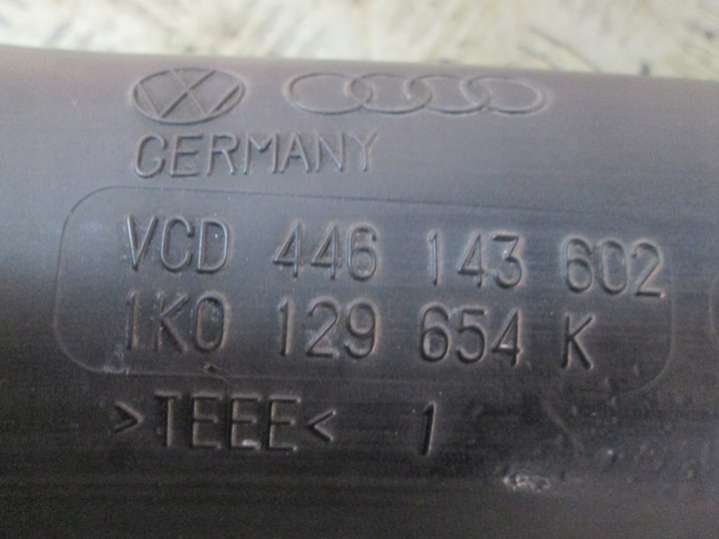 GERMANY
VCD 446 143 602
1K0 129 654 K
>TEEE< 1